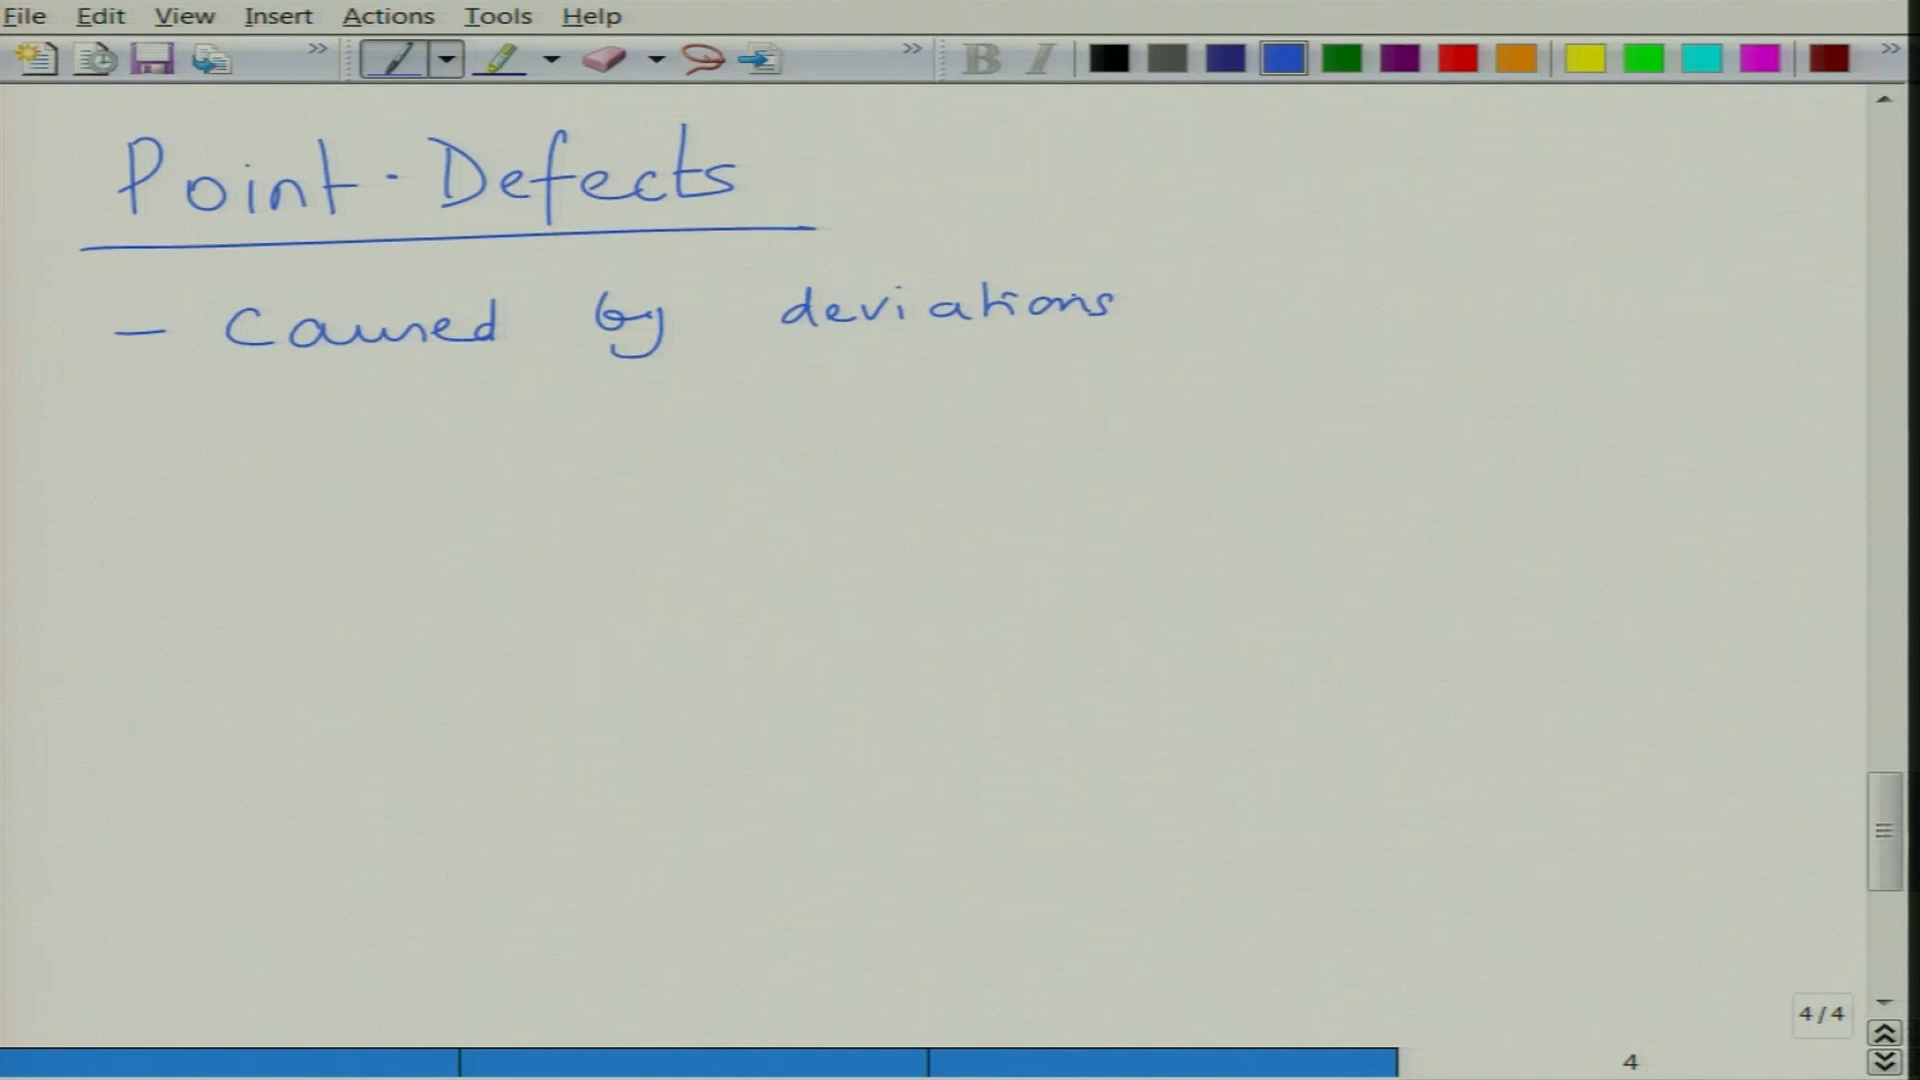 File Edit View Insert Actions Tools Help
B I
Point-Defects
- Caused by deviations
4/4
4